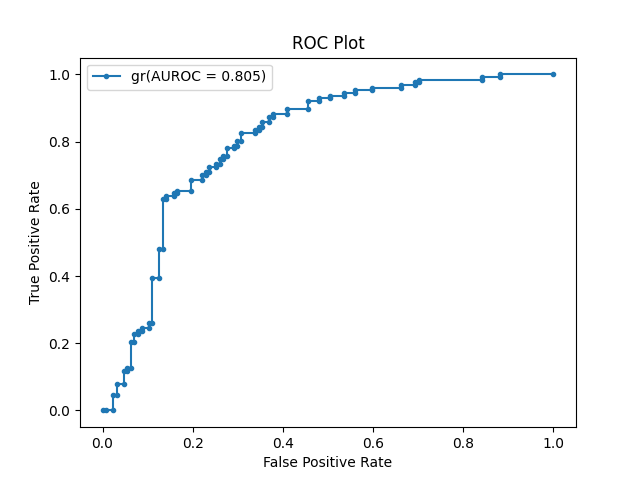 ROC Plot
gr(AUROC = 0.805)
True Positive Rate
1.0
0.8
0.6
0.4
0.2
0.0
0.0 0.2 0.4 0.6 0.8 1.0
False Positive Rate